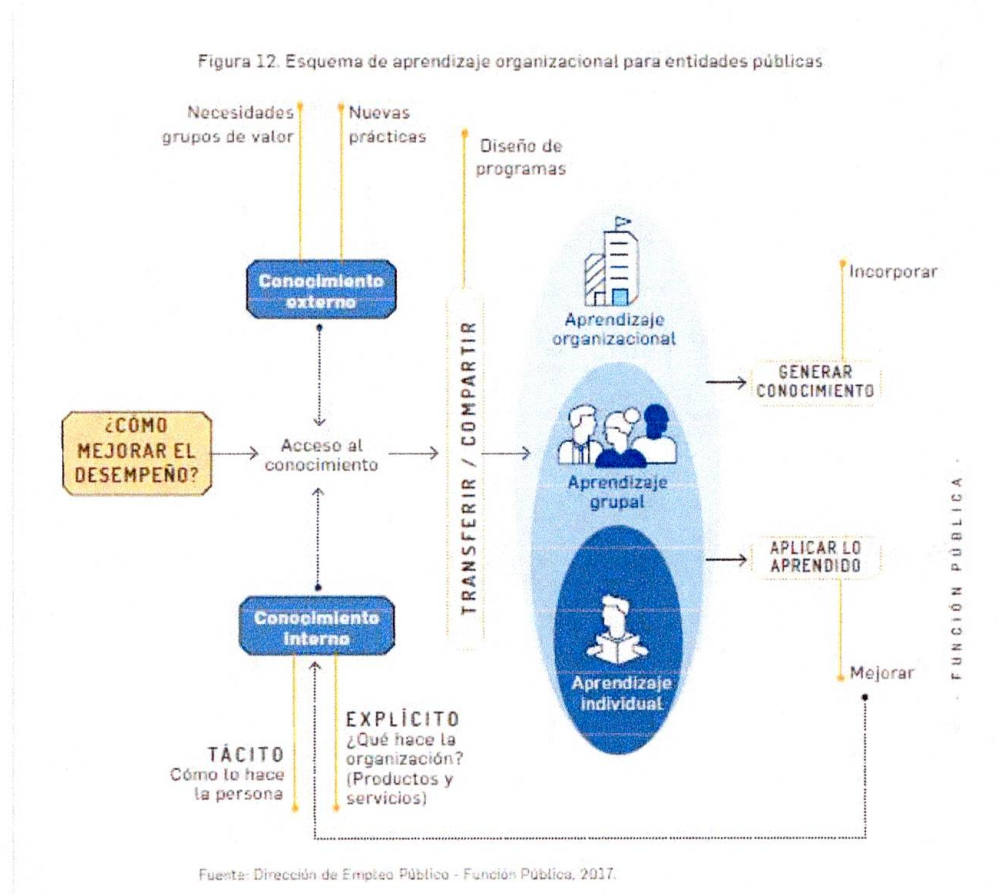 Figura 12. Esquema de aprendizaje organizacional para entidades públicas
Necesidades
grupos de valor
Nuevas
prácticas
Diseño de
programas
Conocimiento
externo
Aprendizaje
organizacional
Incorporar
GENERAR
CONOCIMIENTO
¿CÓMO
MEJORAR EL
DESEMPEÑO?
Acceso al
conocimiento
TRANSFERIR / COMPARTIR
Aprendizaje
grupal
APLICAR LO
APRENDIDO
Conocimiento
Interno
Aprendizaje
individual
Mejorar
TÁCITO
Cómo lo hace
la persona
EXPLÍCITO
¿Qué hace la
organización?
(Productos y
servicios)
· FUNCIÓN PÚBLICA ·
Fuente: Dirección de Empleo Público - Función Pública, 2017.